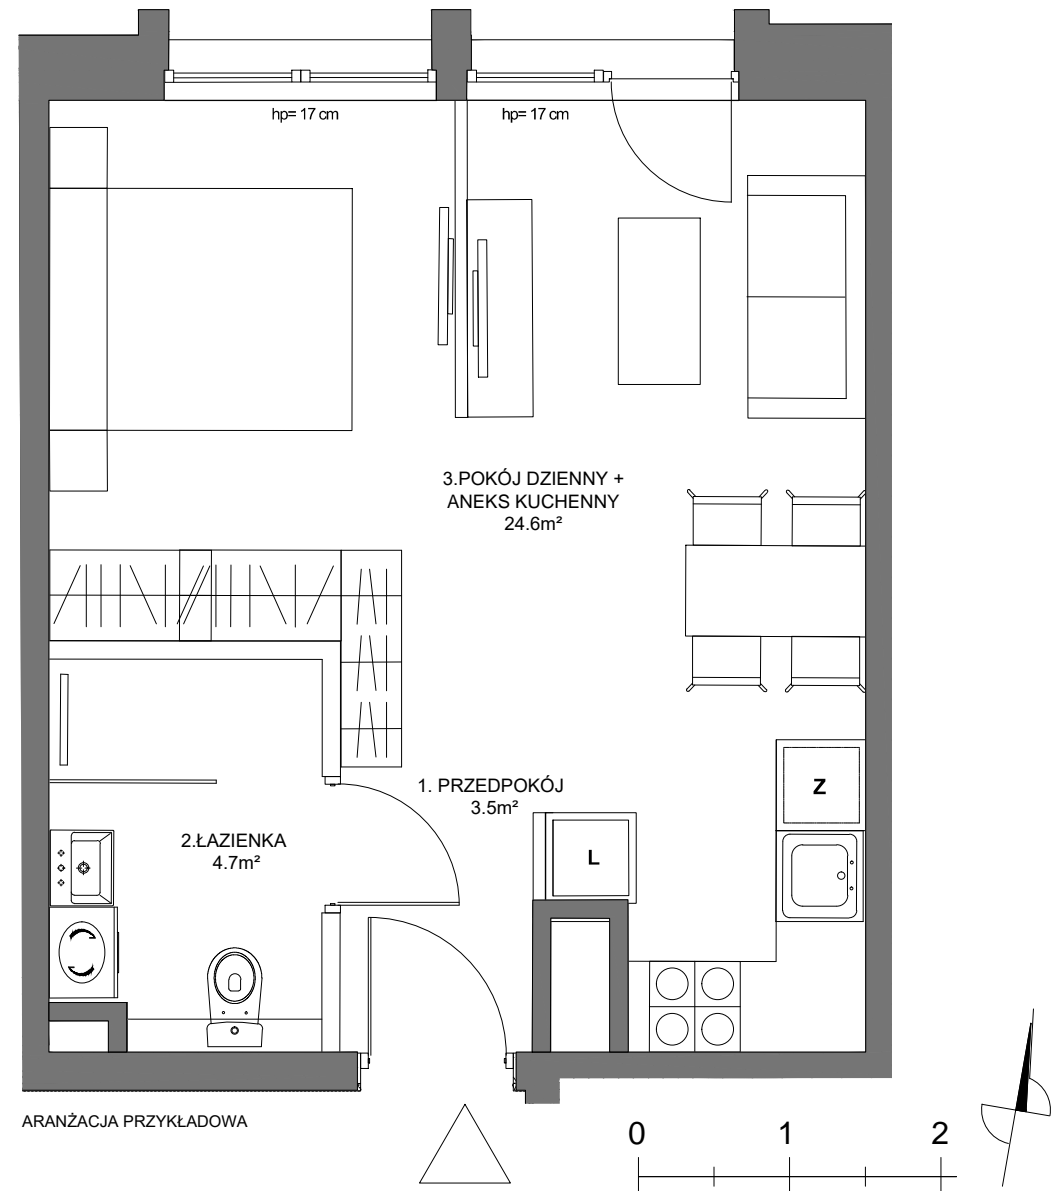 hp= 17 cm
hp= 17 cm
3.POKÓJ DZIENNY +
ANEKS KUCHENNY
24.6m²
1. PRZEDPOKÓJ
3.5m²
Z
2.ŁAZIENKA
4.7m²
L
ARANŻACJA PRZYKŁADOWA
0 1 2